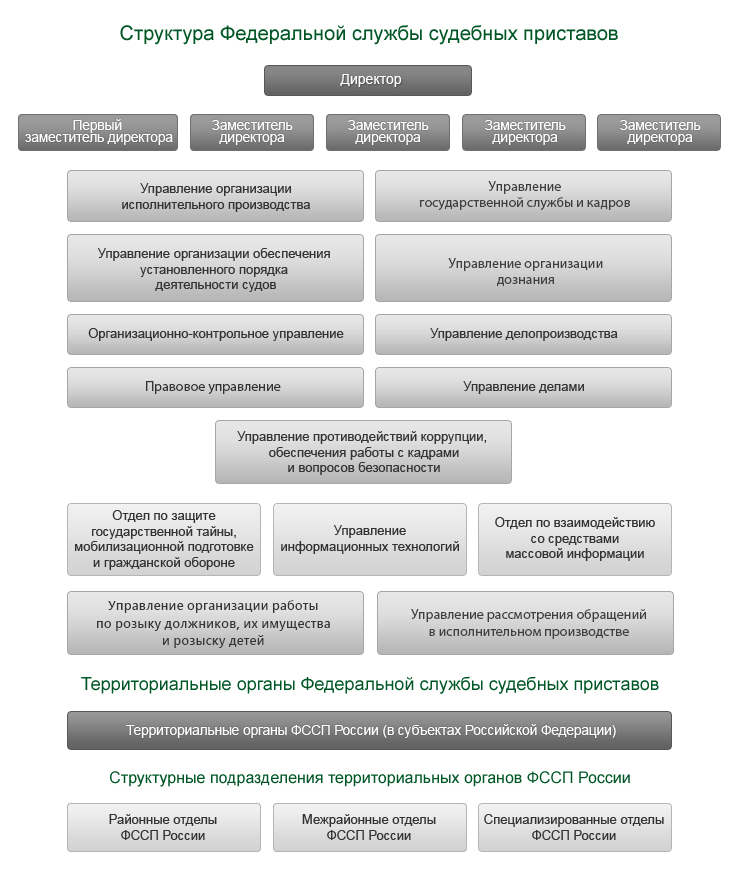 Структура Федеральной службы судебных приставов
Директор
Первый
заместитель директора
Заместитель
директора
Заместитель
директора
Заместитель
директора
Заместитель
директора
Управление организации
исполнительного производства
Управление
государственной службы и кадров
Управление организации обеспечения
установленного порядка
деятельности судов
Управление организации
дознания
Организационно-контрольное управление
Управление делопроизводства
Правовое управление
Управление делами
Управление противодействий коррупции,
обеспечения работы с кадрами
и вопросов безопасности
Отдел по защите
государственной тайны,
мобилизационной подготовке
и гражданской обороне
Управление
информационных технологий
Отдел по взаимодействию
со средствами
массовой информации
Управление организации работы
по розыку должников, их имущества
и розыску детей
Управление рассмотрения обращений
в исполнительном производстве
Территориальные органы Федеральной службы судебных приставов
Территориальные органы ФССП России (в субъектах Российской Федерации)
Структурные подразделения территориальных органов ФССП России
Районные отделы
ФССП России
Межрайонные отделы
ФССП России
Специализированные отделы
ФССП России